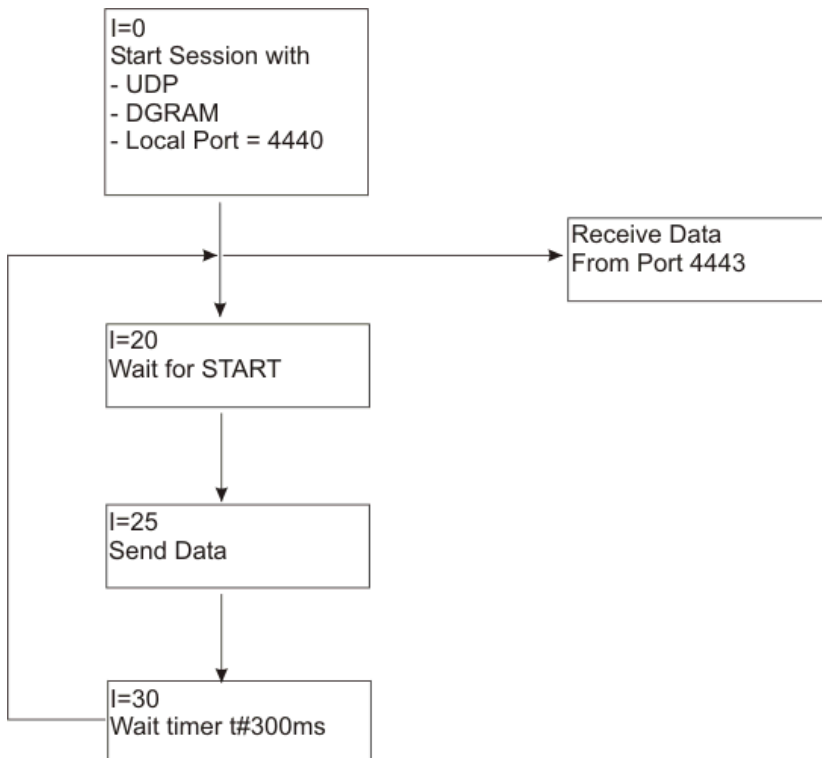 I=0
Start Session with
- UDP
- DGRAM
- Local Port = 4440
Receive Data
From Port 4443
I=20
Wait for START
I=25
Send Data
I=30
Wait timer t#300ms